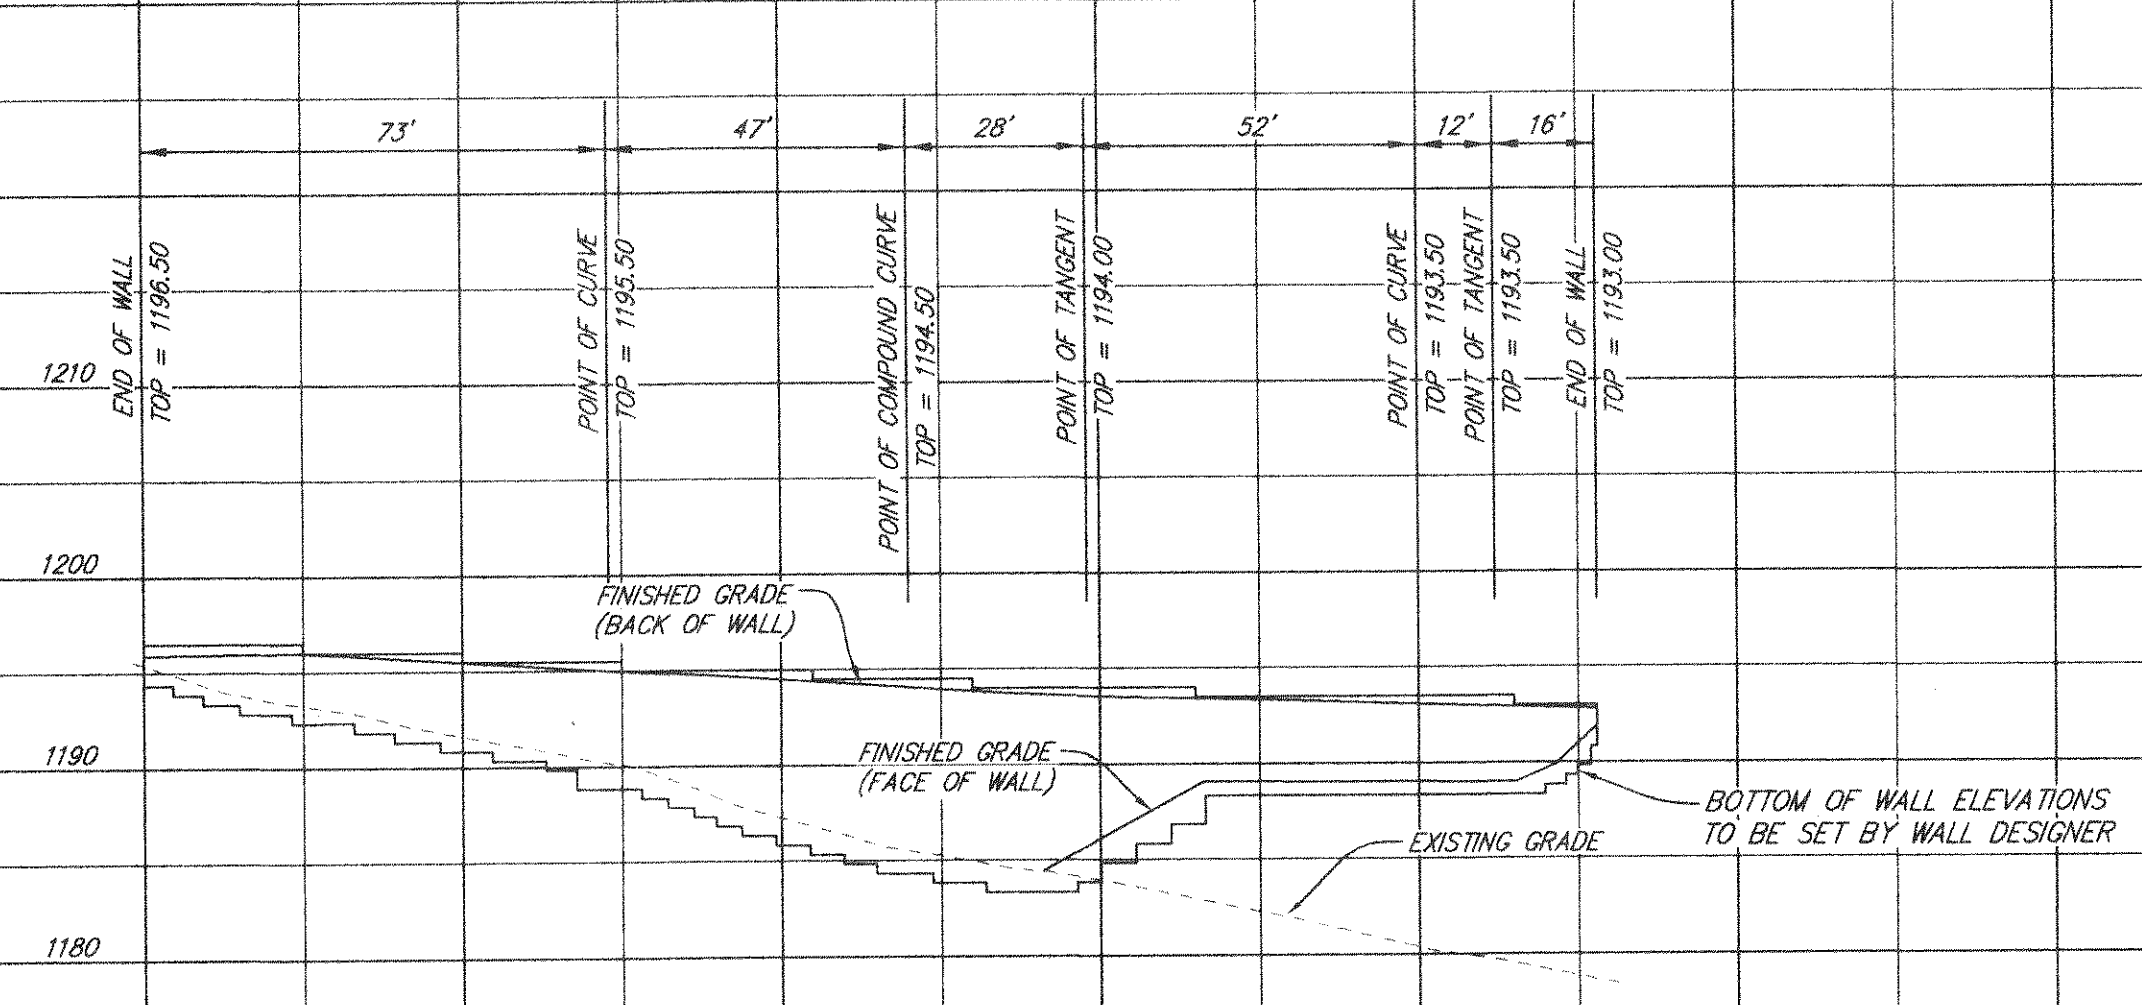 73'
47'
28'
52'
12'
16'
END OF WALL
TOP = 1196.50
POINT OF CURVE
TOP = 1195.50
POINT OF COMPOUND CURVE
TOP = 1194.50
POINT OF TANGENT
TOP = 1194.00
POINT OF CURVE
TOP = 1193.50
POINT OF TANGENT
TOP = 1193.50
END OF WALL
TOP = 1193.00
1210
1200
FINISHED GRADE
(BACK OF WALL)
1190
FINISHED GRADE
(FACE OF WALL)
BOTTOM OF WALL ELEVATIONS
TO BE SET BY WALL DESIGNER
EXISTING GRADE
1180